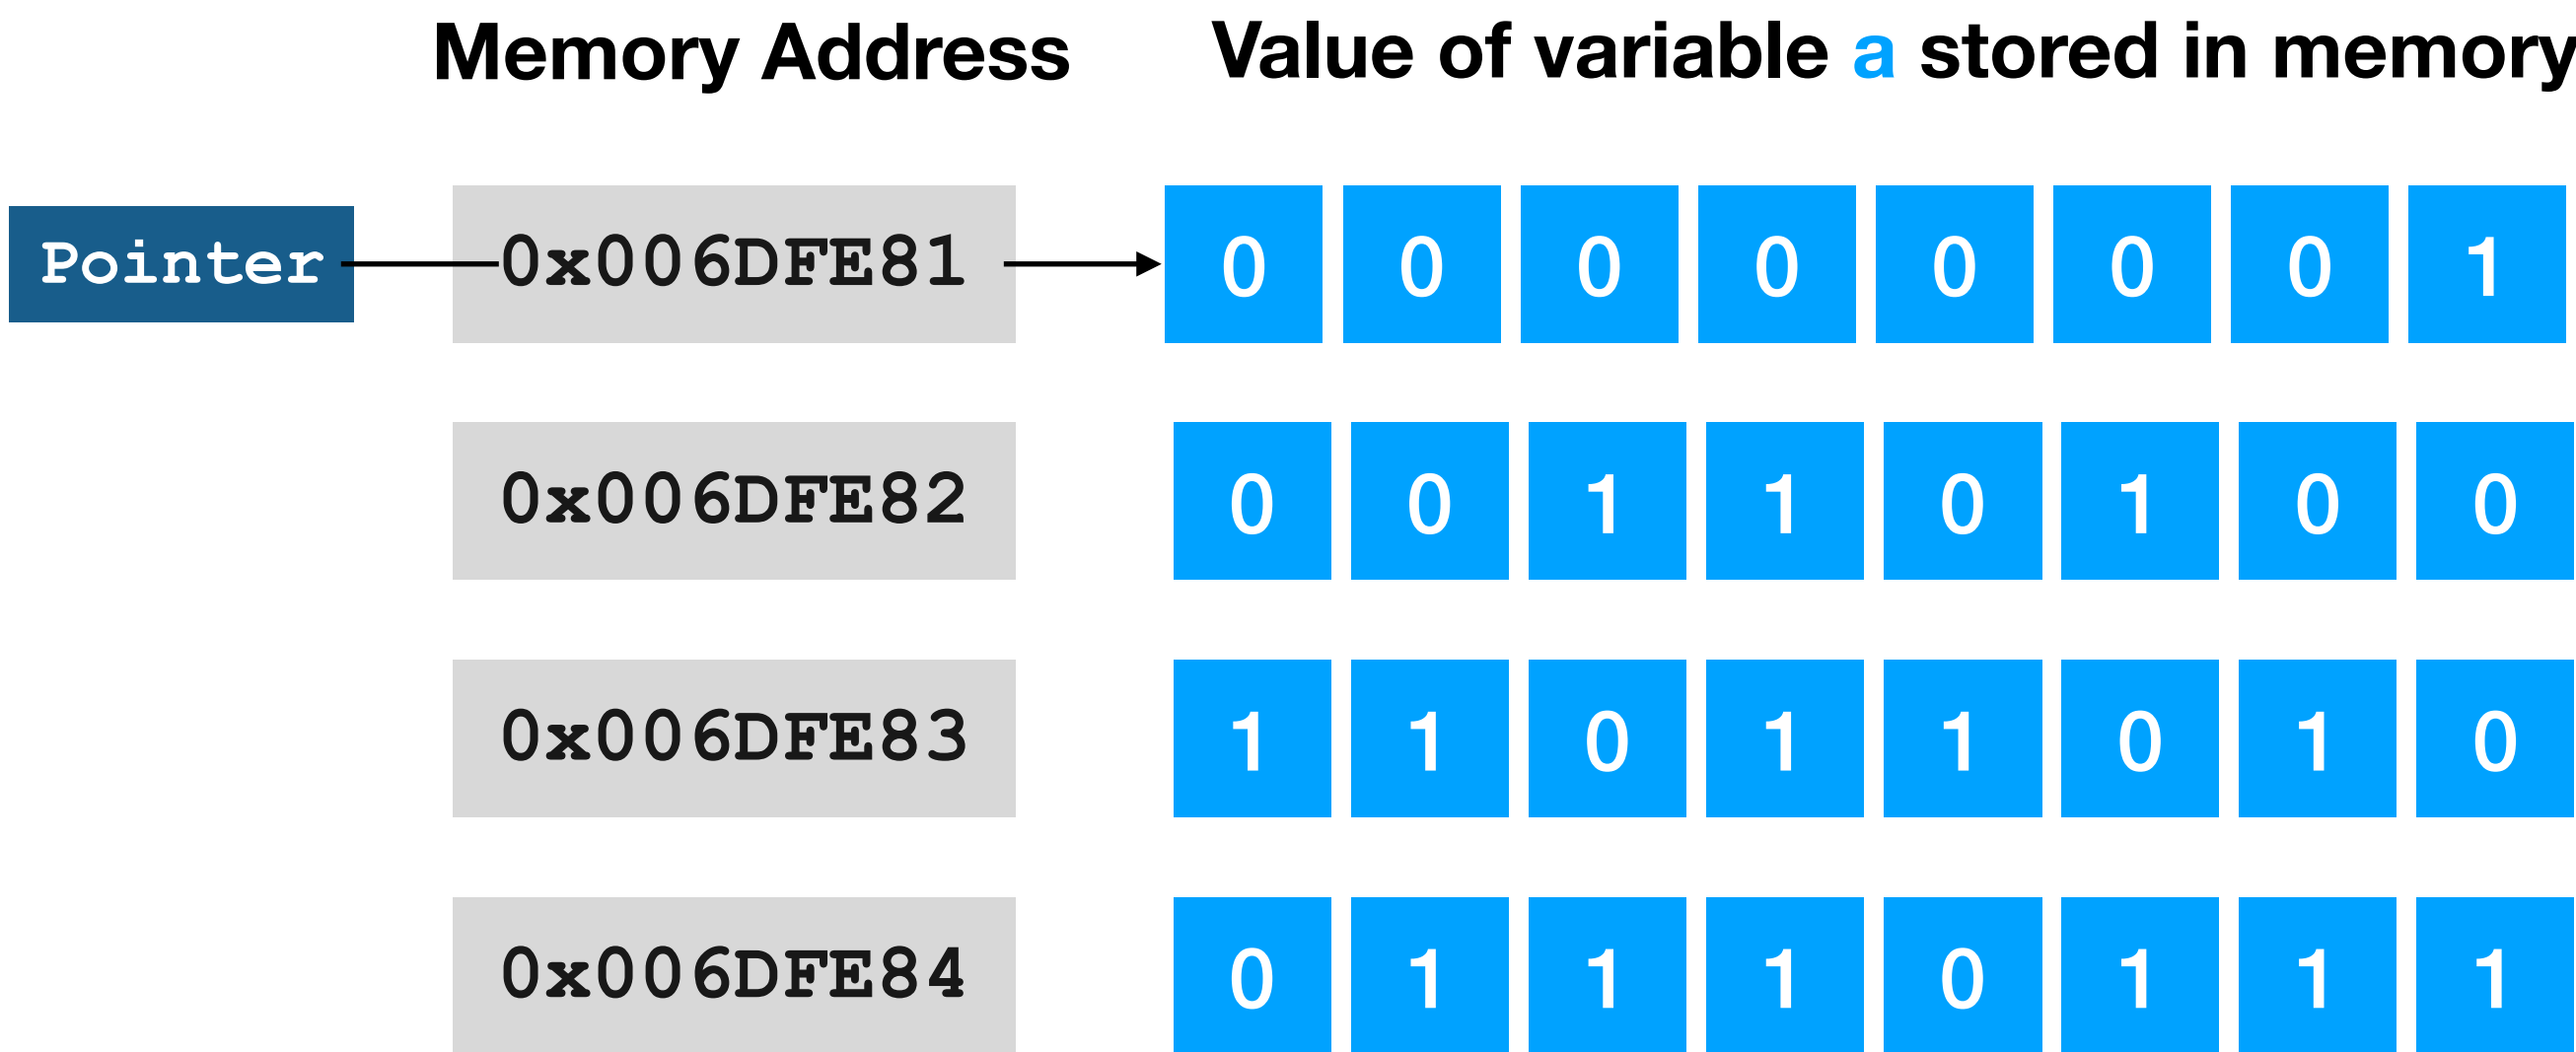 Memory Address Value of variable a stored in memory
Pointer 0x006DFE81 0 0 0 0 0 0 0 1
0x006DFE82 0 0 1 1 0 1 0 0
0x006DFE83 1 1 0 1 1 0 1 0
0x006DFE84 0 1 1 1 0 1 1 1